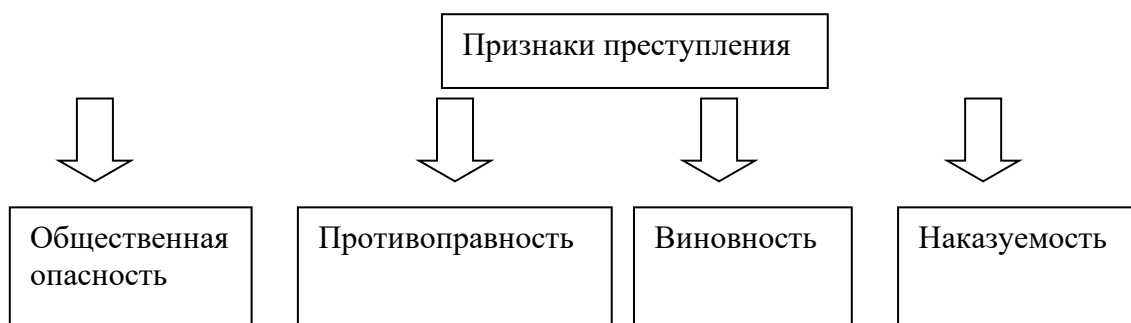 Признаки преступления
Общественная
опасность
Противоправность
Виновность
Наказуемость